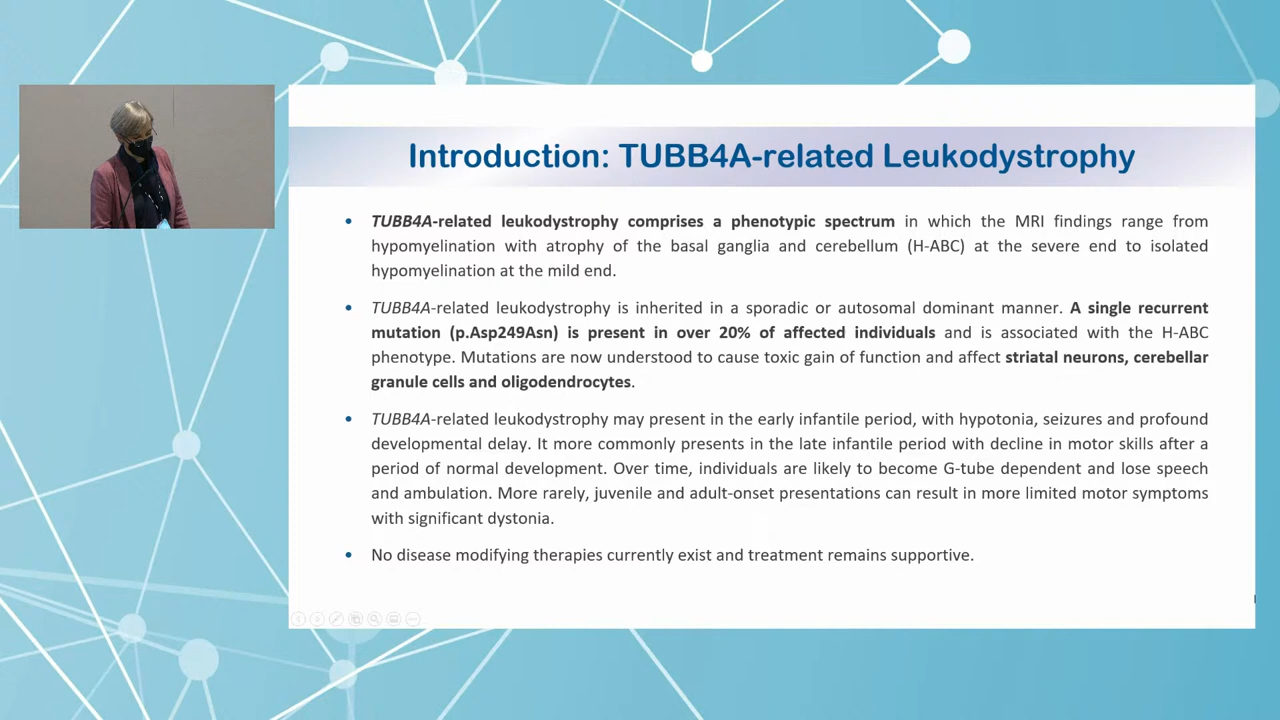 Introduction: TUBB4A-related Leukodystrophy
• TUBB4A-related leukodystrophy comprises a phenotypic spectrum in which the MRI findings range from
hypomyelination with atrophy of the basal ganglia and cerebellum (H-ABC) at the severe end to isolated
hypomyelination at the mild end.
• TUBB4A-related leukodystrophy is inherited in a sporadic or autosomal dominant manner. A single recurrent
mutation (p.Asp249Asn) is present in over 20% of affected individuals and is associated with the H-ABC
phenotype. Mutations are now understood to cause toxic gain of function and affect striatal neurons, cerebellar
granule cells and oligodendrocytes.
• TUBB4A-related leukodystrophy may present in the early infantile period, with hypotonia, seizures and profound
developmental delay. It more commonly presents in the late infantile period with decline in motor skills after a
period of normal development. Over time, individuals are likely to become G-tube dependent and lose speech
and ambulation. More rarely, juvenile and adult-onset presentations can result in more limited motor symptoms
with significant dystonia.
• No disease modifying therapies currently exist and treatment remains supportive.